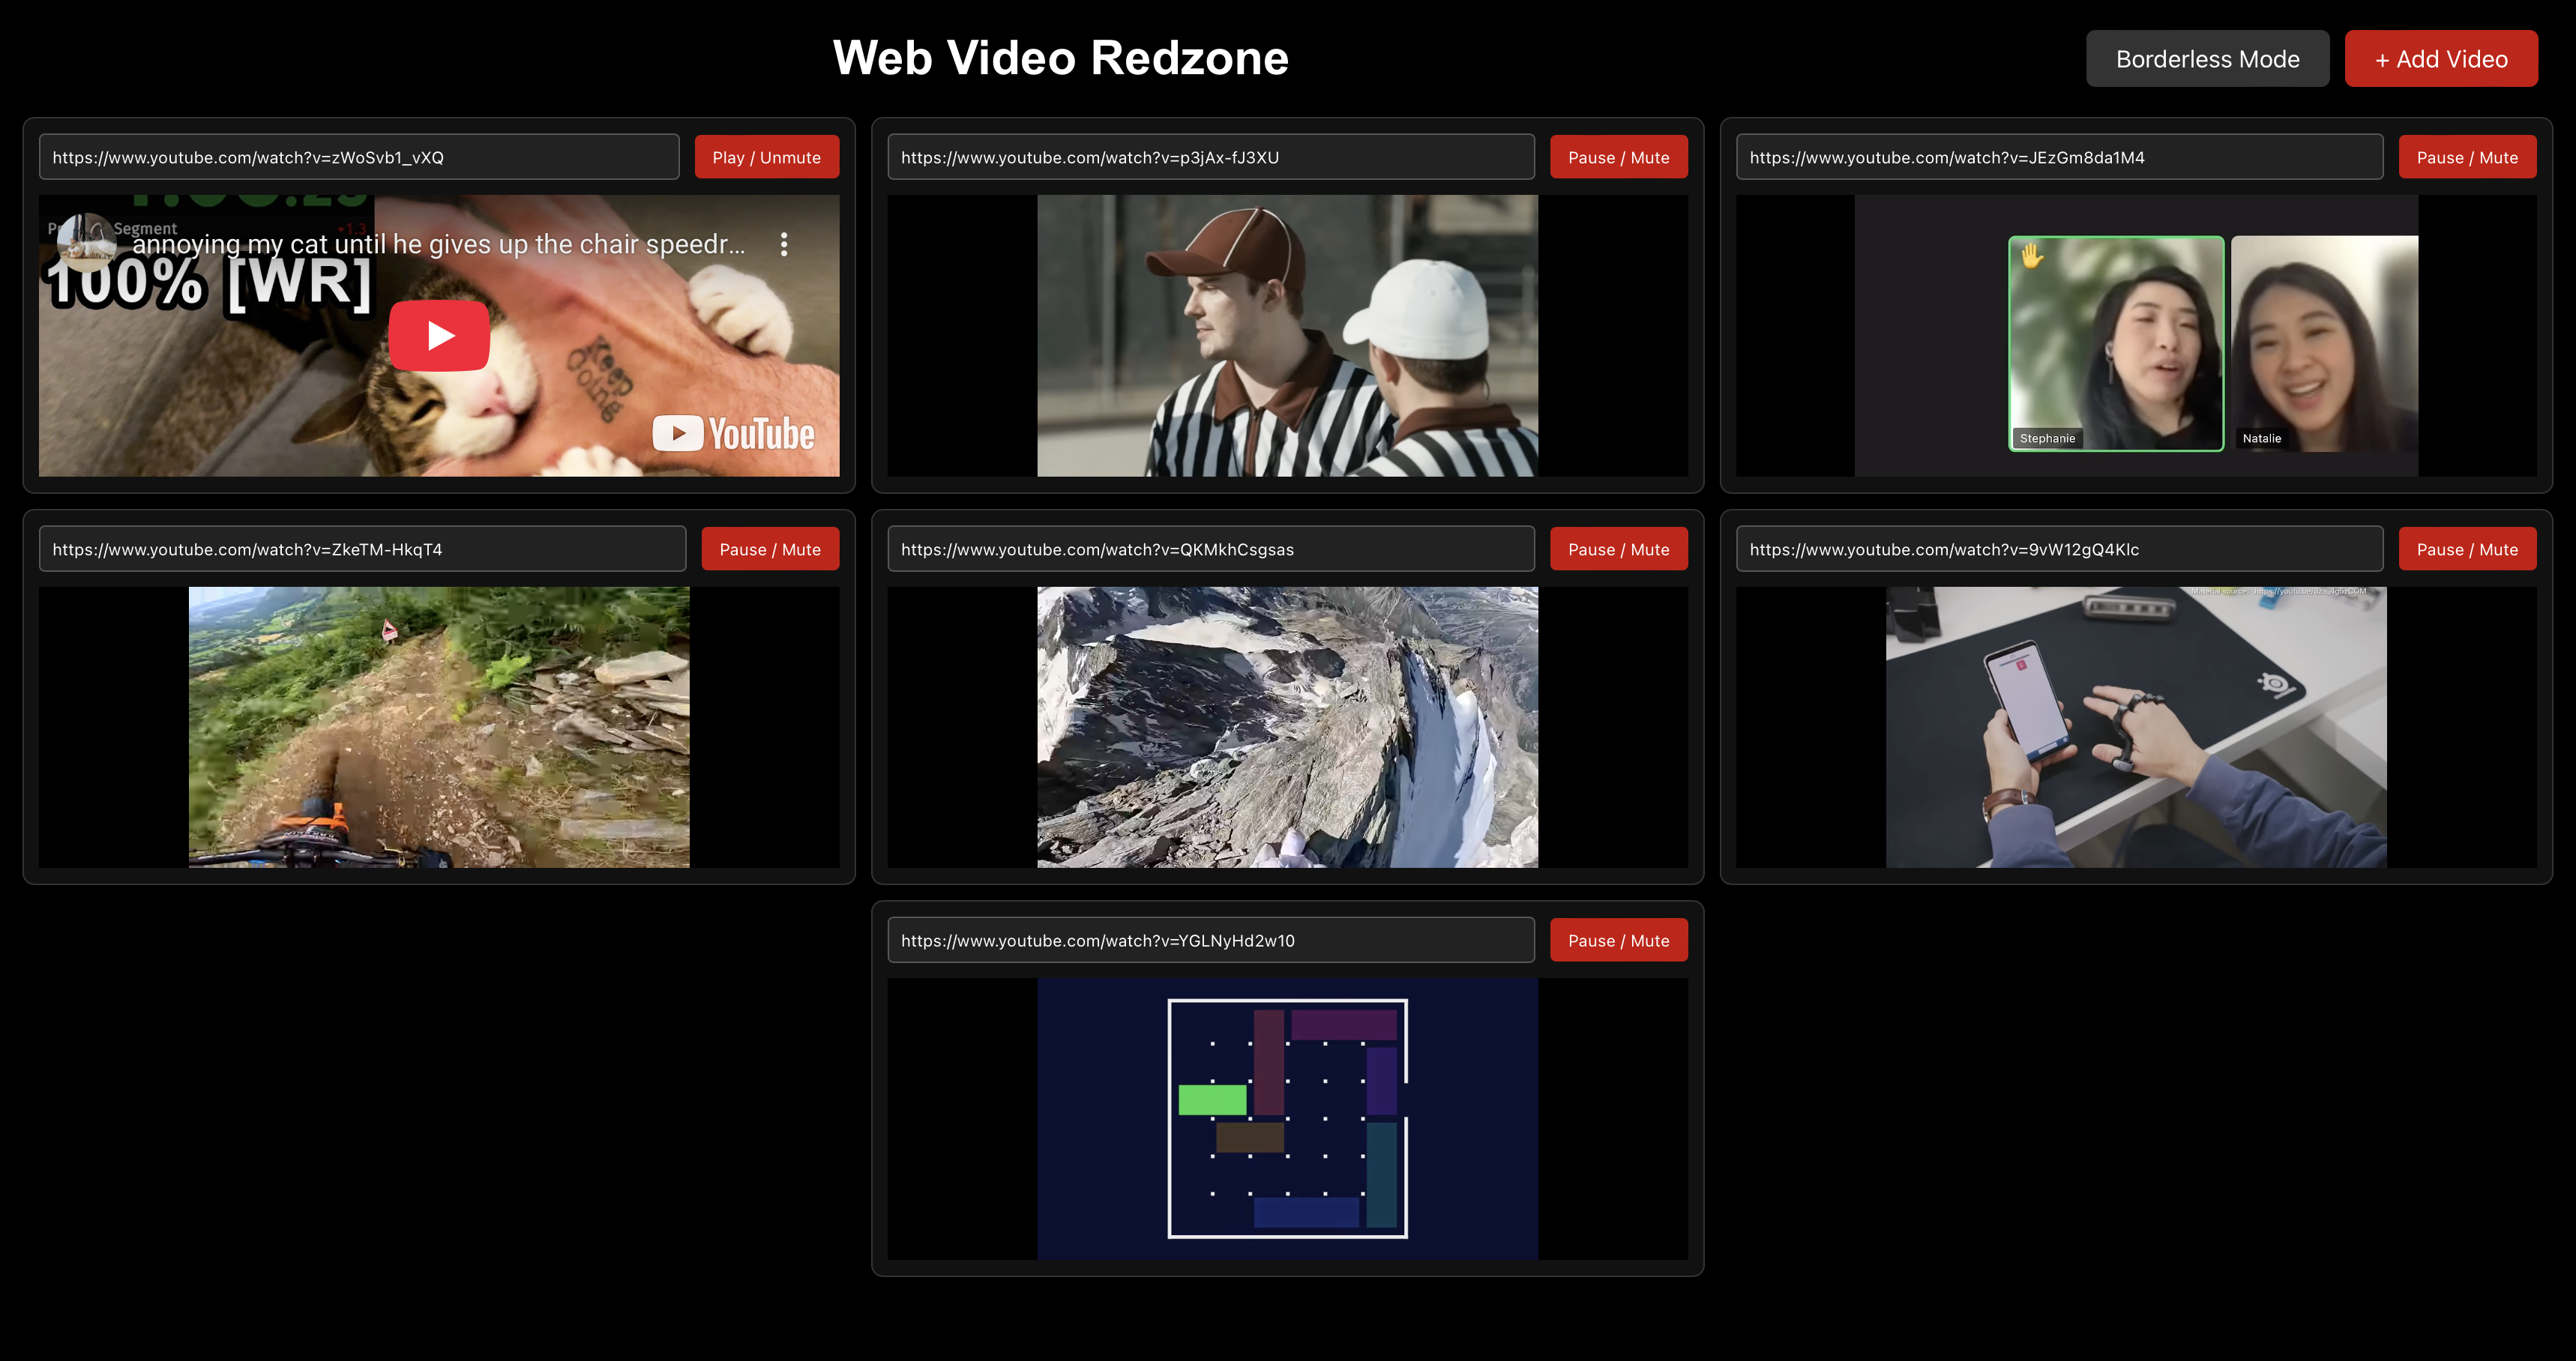 Web Video Redzone
Borderless Mode
+ Add Video
https://www.youtube.com/watch?v=zWoSvb1_vXQ
Play / Unmute
Segment
annoying my cat until he gives up the chair speedr...
100% [WR]
Keep
Going
YouTube
https://www.youtube.com/watch?v=p3jAx-fJ3XU
Pause / Mute
https://www.youtube.com/watch?v=JEzGm8da1M4
Pause / Mute
Stephanie
Natalie
https://www.youtube.com/watch?v=ZkeTM-HkqT4
Pause / Mute
https://www.youtube.com/watch?v=QKMkhCsgsas
Pause / Mute
https://www.youtube.com/watch?v=9vW12gQ4Klc
Pause / Mute
Material source:
https://www.youtube.com/watch?v=YGLNyHd2w10
Pause / Mute